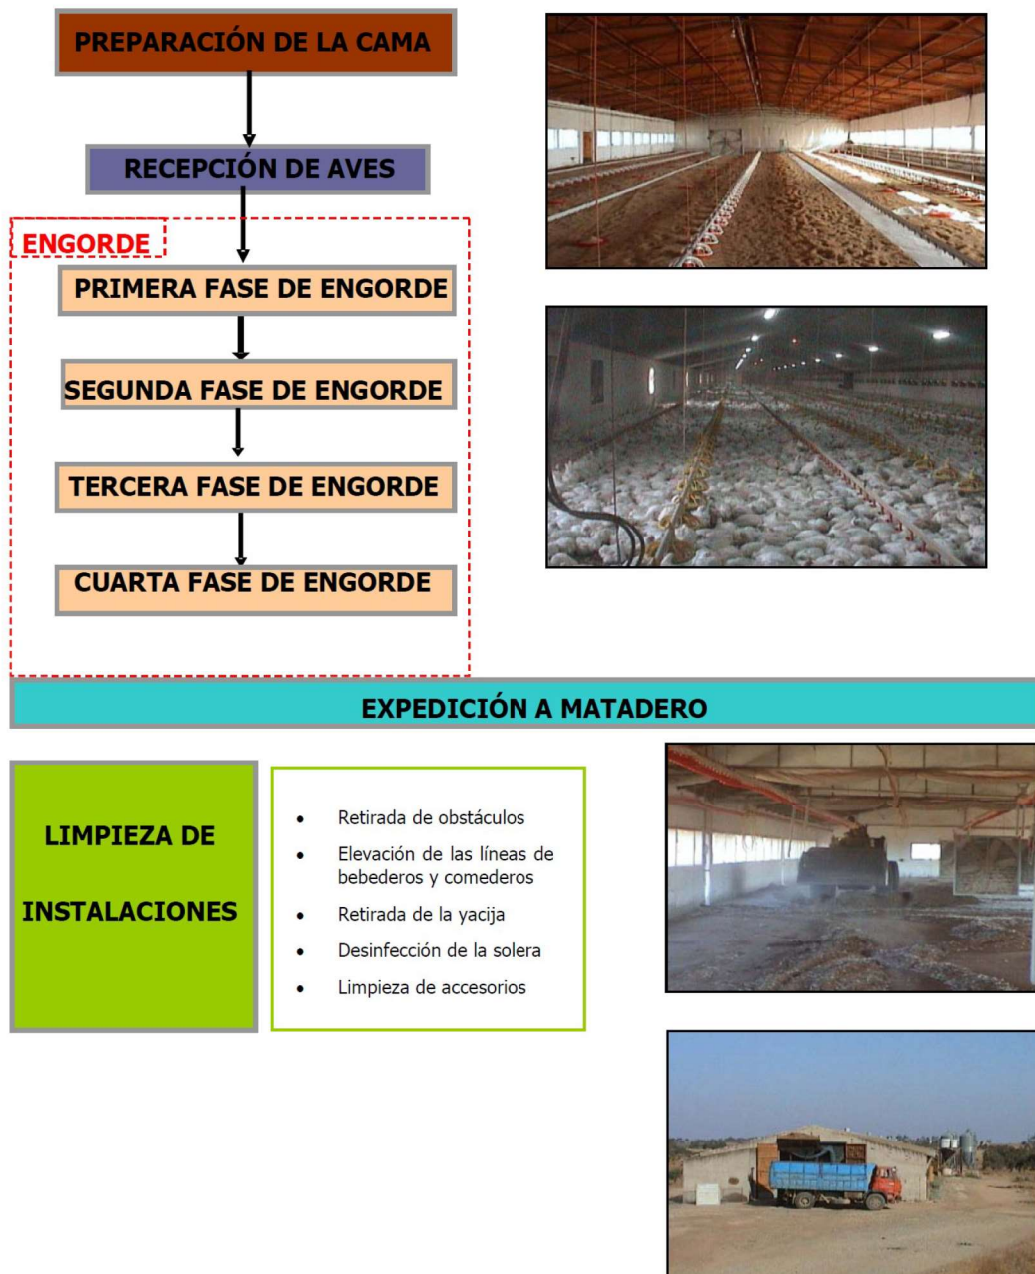 PREPARACIÓN DE LA CAMA
RECEPCIÓN DE AVES
ENGORDE
PRIMERA FASE DE ENGORDE
SEGUNDA FASE DE ENGORDE
TERCERA FASE DE ENGORDE
CUARTA FASE DE ENGORDE
EXPEDICIÓN A MATADERO
LIMPIEZA DE
INSTALACIONES
• Retirada de obstáculos
• Elevación de las líneas de
bebederos y comederos
• Retirada de la yacija
• Desinfección de la solera
• Limpieza de accesorios